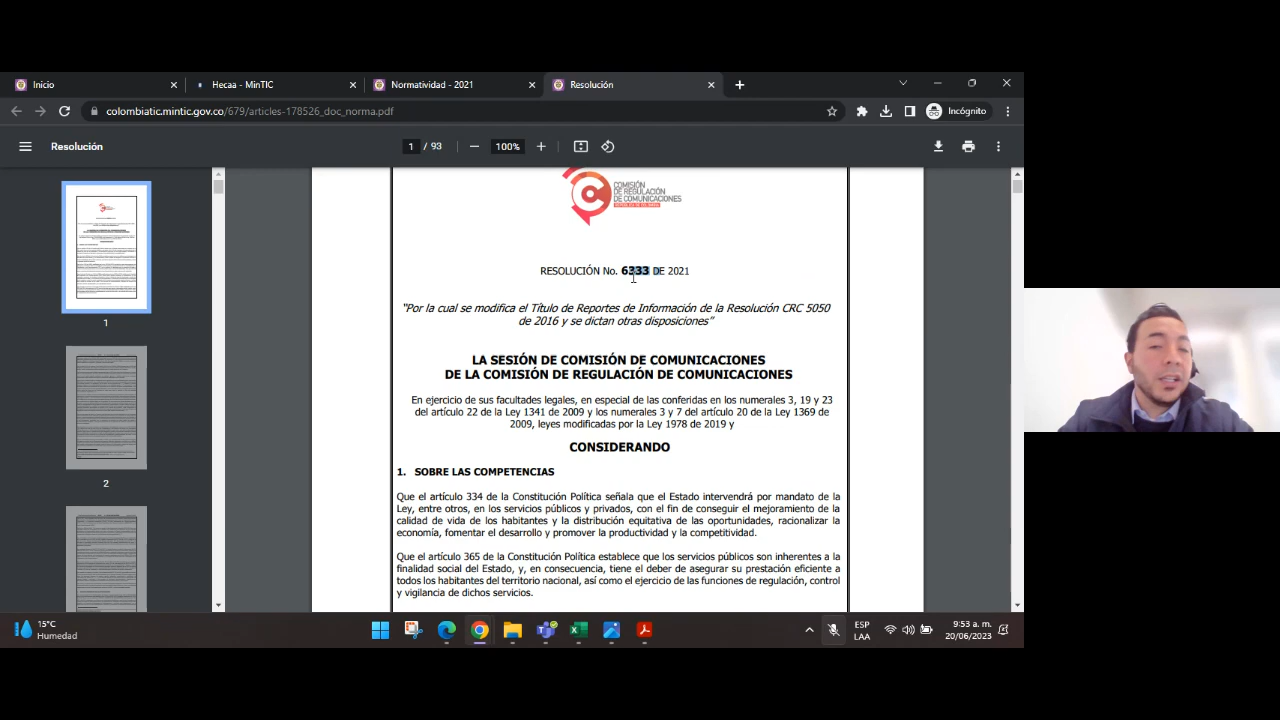 Inicio
Hecaa - MinTIC
Normatividad - 2021
Resolución
colombiatic.mintic.gov.co/679/articles-178526_doc_norma.pdf
Incógnito
Resolución
1 / 93
100%
COMISIÓN
DE REGULACIÓN
DE COMUNICACIONES
REPÚBLICA DE COLOMBIA
RESOLUCIÓN No. 6333 DE 2021
“Por la cual se modifica el Título de Reportes de Información de la Resolución CRC 5050
de 2016 y se dictan otras disposiciones”
LA SESIÓN DE COMISIÓN DE COMUNICACIONES
DE LA COMISIÓN DE REGULACIÓN DE COMUNICACIONES
En ejercicio de sus facultades legales, en especial de las conferidas en los numerales 3, 19 y 23
del artículo 22 de la Ley 1341 de 2009 y los numerales 3 y 7 del artículo 20 de la Ley 1369 de
2009, leyes modificadas por la Ley 1978 de 2019 y
CONSIDERANDO
1. SOBRE LAS COMPETENCIAS
Que el artículo 334 de la Constitución Política señala que el Estado intervendrá por mandato de la
Ley, entre otros, en los servicios públicos y privados, con el fin de conseguir el mejoramiento de la
calidad de vida de los habitantes y la distribución equitativa de las oportunidades, racionalizar la
economía, fomentar el desarrollo y promover la productividad y la competitividad.
Que el artículo 365 de la Constitución Política establece que los servicios públicos son inherentes a la
finalidad social del Estado, y, en consecuencia, tiene el deber de asegurar su prestación eficiente a
todos los habitantes del territorio nacional, así como el ejercicio de las funciones de regulación, control
y vigilancia de dichos servicios.
1
2
15°C
Humedad
ESP
LAA
9:53 a. m.
20/06/2023